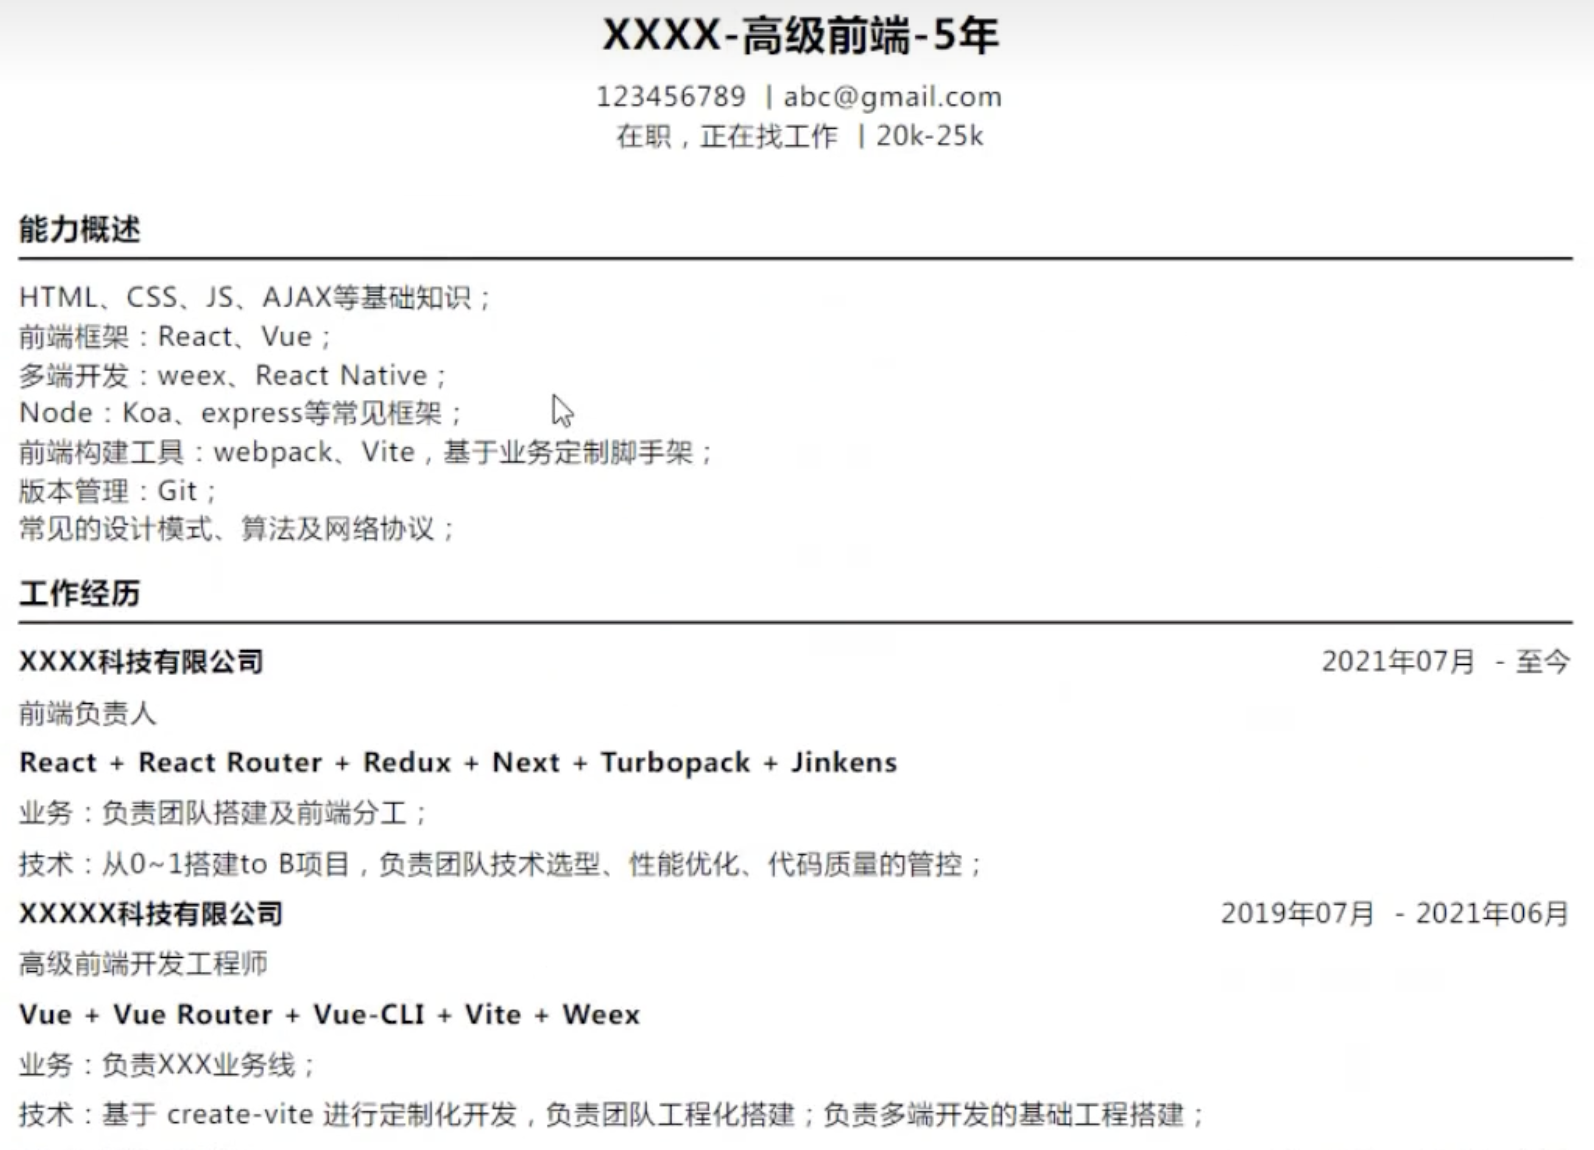 XXXX-高级前端-5年
123456789 | abc@gmail.com
在职，正在找工作 | 20k-25k
能力概述
HTML、CSS、JS、AJAX等基础知识；
前端框架：React、Vue；
多端开发：weex、React Native；
Node：Koa、express等常见框架；
前端构建工具：webpack、Vite，基于业务定制脚手架；
版本管理：Git；
常见的设计模式、算法及网络协议；
工作经历
XXXX科技有限公司 2021年07月 - 至今
前端负责人
React + React Router + Redux + Next + Turbopack + Jinkens
业务：负责团队搭建及前端分工；
技术：从0~1搭建to B项目，负责团队技术选型、性能优化、代码质量的管控；
XXXXX科技有限公司 2019年07月 - 2021年06月
高级前端开发工程师
Vue + Vue Router + Vue-CLI + Vite + Weex
业务：负责XXX业务线；
技术：基于 create-vite 进行定制化开发，负责团队工程化搭建；负责多端开发的基础工程搭建；